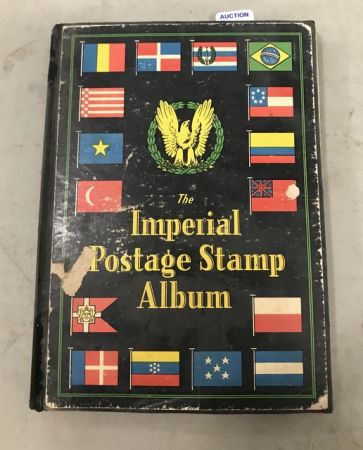 AUCTION
The
Imperial
Postage Stamp
Album